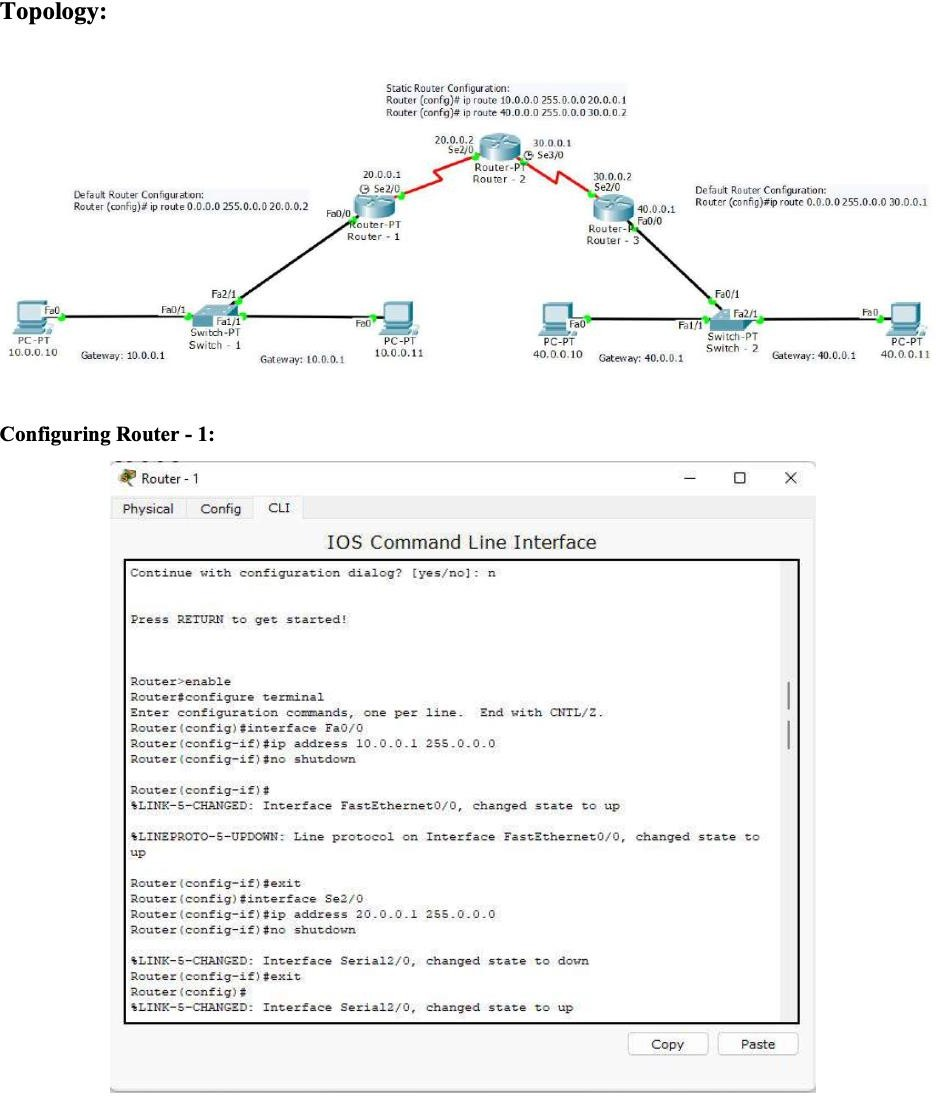 Topology:
Static Router Configuration:
Router (config)# ip route 10.0.0.0 255.0.0.0 20.0.0.1
Router (config)# ip route 40.0.0.0 255.0.0.0 30.0.0.2
20.0.0.2
Se2/0
30.0.0.1
Se3/0
Router-PT
Router - 2
Default Router Configuration:
Router (config)# ip route 0.0.0.0 255.0.0.0 20.0.0.2
20.0.0.1
Se2/0
Fa0/0
Router-PT
Router - 1
30.0.0.2
Se2/0
40.0.0.1
Fa0/0
Router-
Router - 3
Default Router Configuration:
Router (config)#ip route 0.0.0.0 255.0.0.0 30.0.0.1
Fa0
PC-PT
10.0.0.10
Gateway: 10.0.0.1
Fa0/1
Fa2/1
Fa1/1
Switch-PT
Switch - 1
Gateway: 10.0.0.1
Fa0
PC-PT
10.0.0.11
Fa0
PC-PT
40.0.0.10
Gateway: 40.0.0.1
Fa1/1
Fa0/1
Fa2/1
Switch-PT
Switch - 2
Gateway: 40.0.0.1
Fa0
PC-PT
40.0.0.11
Configuring Router - 1:
Router - 1
Physical Config CLI
IOS Command Line Interface
Continue with configuration dialog? [yes/no]: n
Press RETURN to get started!
Router>enable
Router#configure terminal
Enter configuration commands, one per line. End with CNTL/Z.
Router(config)#interface Fa0/0
Router(config-if)#ip address 10.0.0.1 255.0.0.0
Router(config-if)#no shutdown
Router(config-if)#
%LINK-5-CHANGED: Interface FastEthernet0/0, changed state to up
%LINEPROTO-5-UPDOWN: Line protocol on Interface FastEthernet0/0, changed state to
up
Router(config-if)#exit
Router(config)#interface Se2/0
Router(config-if)#ip address 20.0.0.1 255.0.0.0
Router(config-if)#no shutdown
%LINK-5-CHANGED: Interface Serial2/0, changed state to down
Router(config-if)#exit
Router(config)#
%LINK-5-CHANGED: Interface Serial2/0, changed state to up
Copy Paste